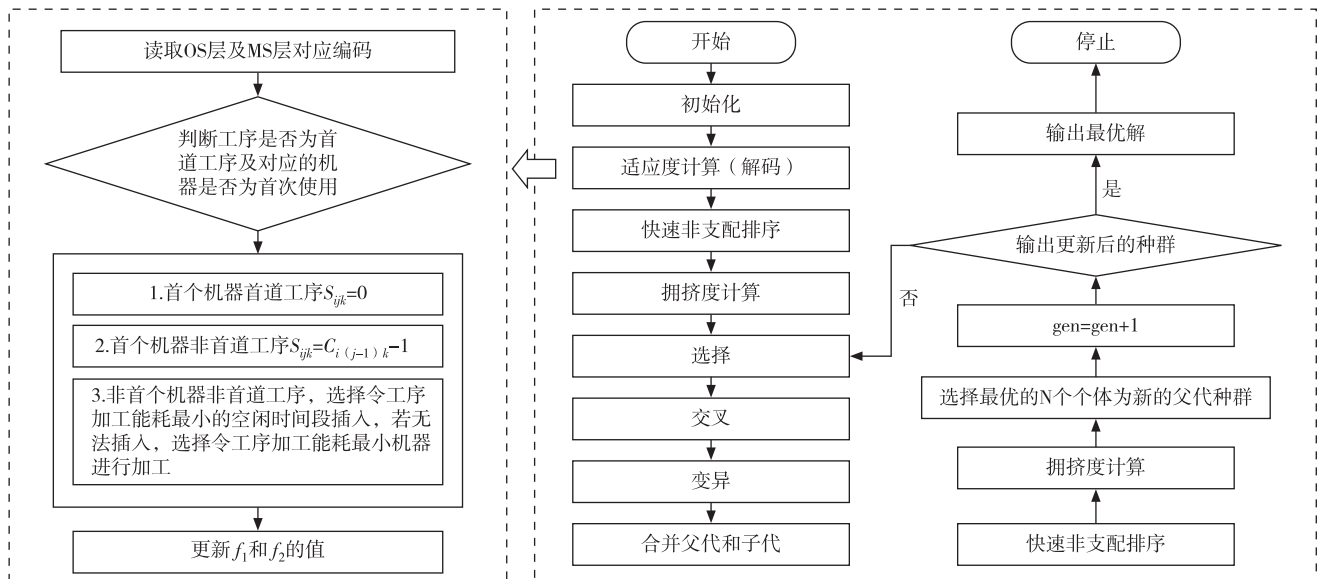 读取OS层及MS层对应编码
判断工序是否为首
道工序及对应的机
器是否为首次使用
1.首个机器首道工序Sijk=0
2.首个机器非首道工序Sijk=Ci(j-1)k-1
3.非首个机器非首道工序，选择令工序
加工能耗最小的空闲时间段插入，若无
法插入，选择令工序加工能耗最小机器
进行加工
更新f1和f2的值
开始
初始化
适应度计算（解码）
快速非支配排序
拥挤度计算
选择
交叉
变异
合并父代和子代
停止
输出最优解
是
输出更新后的种群
否
gen=gen+1
选择最优的N个个体为新的父代种群
拥挤度计算
快速非支配排序